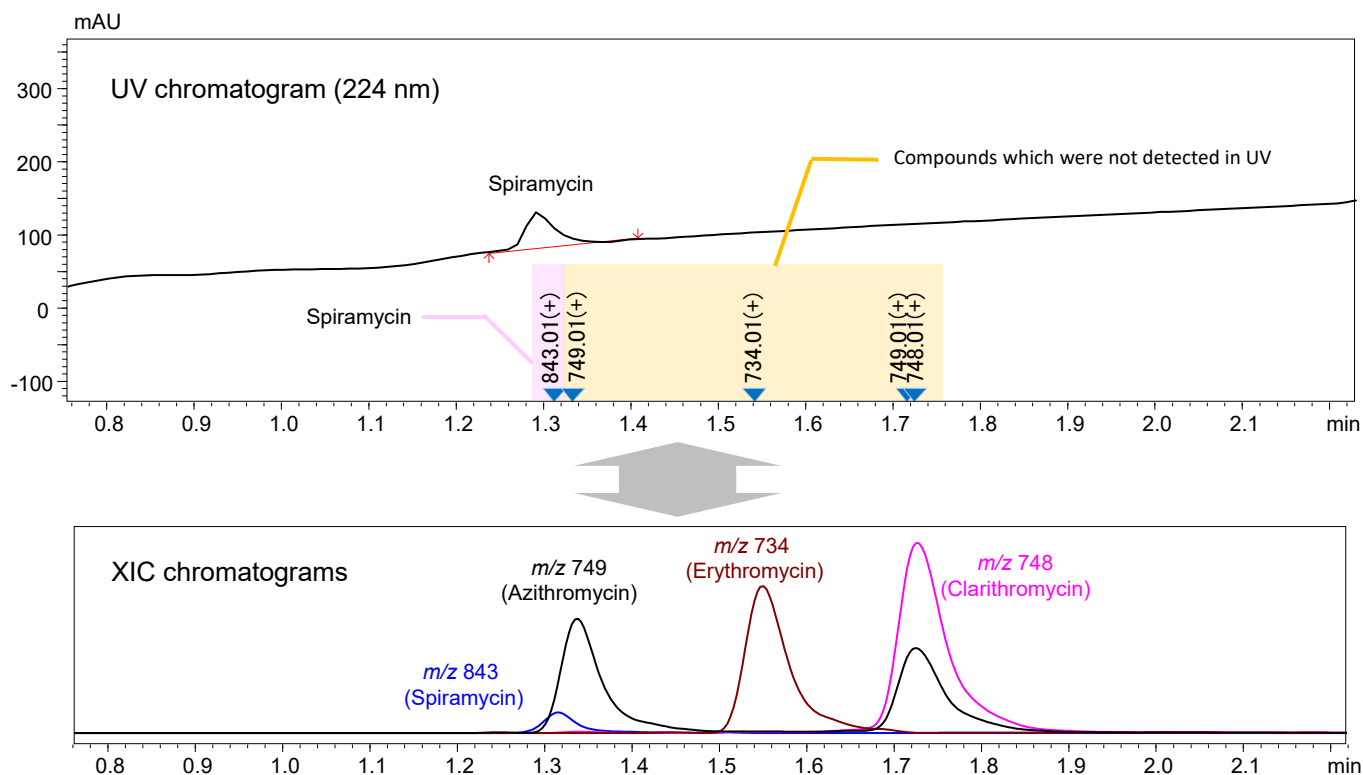 mAU
UV chromatogram (224 nm)
300
200
100
0
-100
Spiramycin
Compounds which were not detected in UV
Spiramycin
843.01(+)
749.01(+)
734.01(+)
749.01(+)
748.01(+)
0.8 0.9 1.0 1.1 1.2 1.3 1.4 1.5 1.6 1.7 1.8 1.9 2.0 2.1 min
XIC chromatograms
m/z 843
(Spiramycin)
m/z 749
(Azithromycin)
m/z 734
(Erythromycin)
m/z 748
(Clarithromycin)
0.8 0.9 1.0 1.1 1.2 1.3 1.4 1.5 1.6 1.7 1.8 1.9 2.0 2.1 min